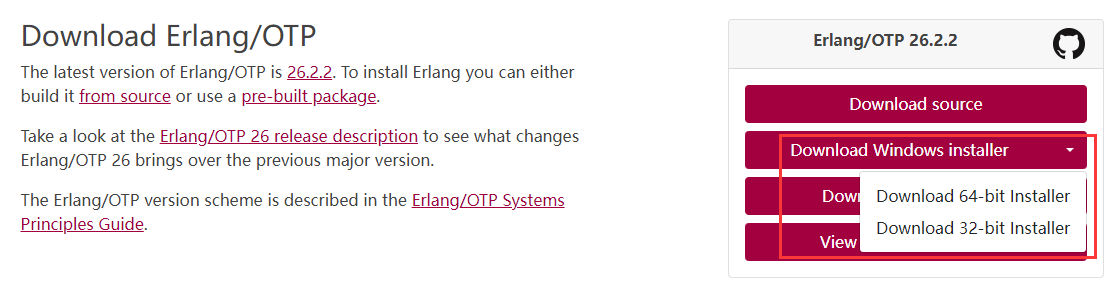 Download Erlang/OTP
The latest version of Erlang/OTP is 26.2.2. To install Erlang you can either
build it from source or use a pre-built package.
Take a look at the Erlang/OTP 26 release description to see what changes
Erlang/OTP 26 brings over the previous major version.
The Erlang/OTP version scheme is described in the Erlang/OTP Systems
Principles Guide.
Erlang/OTP 26.2.2
Download source
Download Windows installer
Download 64-bit Installer
Download 32-bit Installer
View